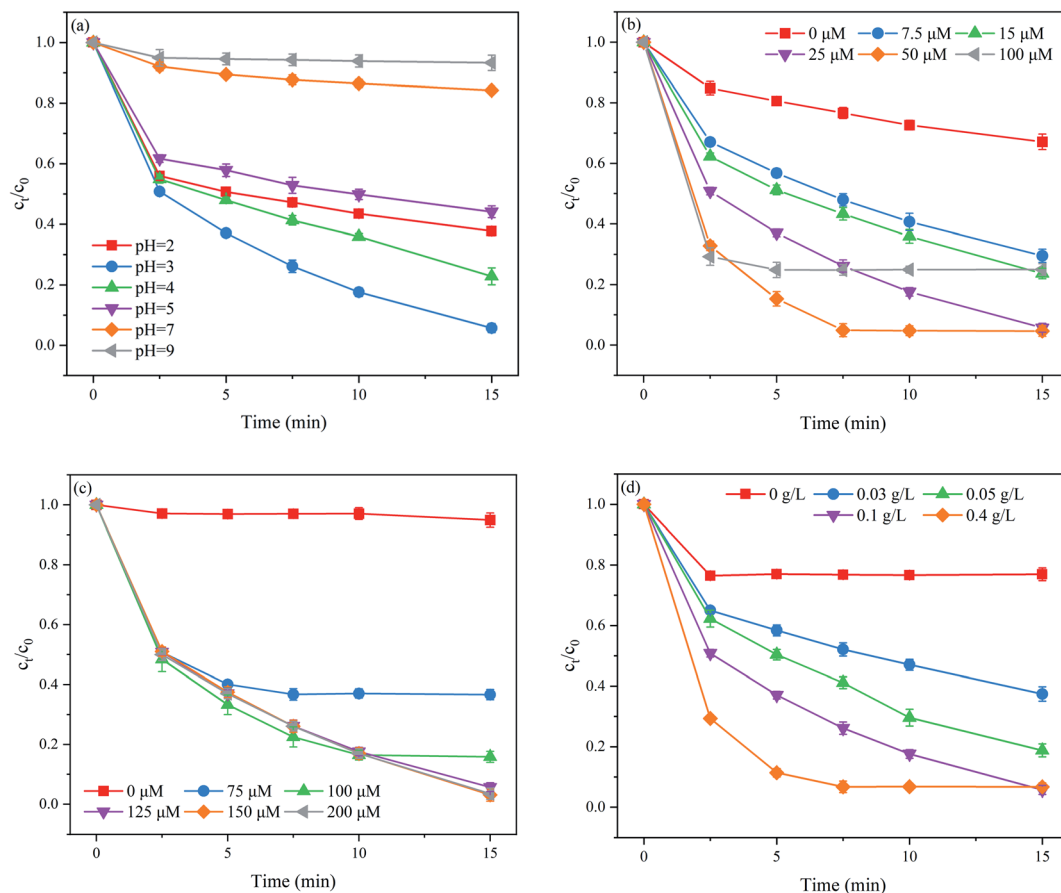 (a)
1.0
0.8
0.6
0.4
0.2
0.0
c_t/c_0
pH=2
pH=3
pH=4
pH=5
pH=7
pH=9
0 5 10 15
Time (min)
(b)
0 μM 7.5 μM 15 μM
25 μM 50 μM 100 μM
1.0
0.8
0.6
0.4
0.2
0.0
c_t/c_0
0 5 10 15
Time (min)
(c)
1.0
0.8
0.6
0.4
0.2
0.0
c_t/c_0
0 μM 75 μM 100 μM
125 μM 150 μM 200 μM
0 5 10 15
Time (min)
(d)
0 g/L 0.03 g/L 0.05 g/L
0.1 g/L 0.4 g/L
1.0
0.8
0.6
0.4
0.2
0.0
c_t/c_0
0 5 10 15
Time (min)